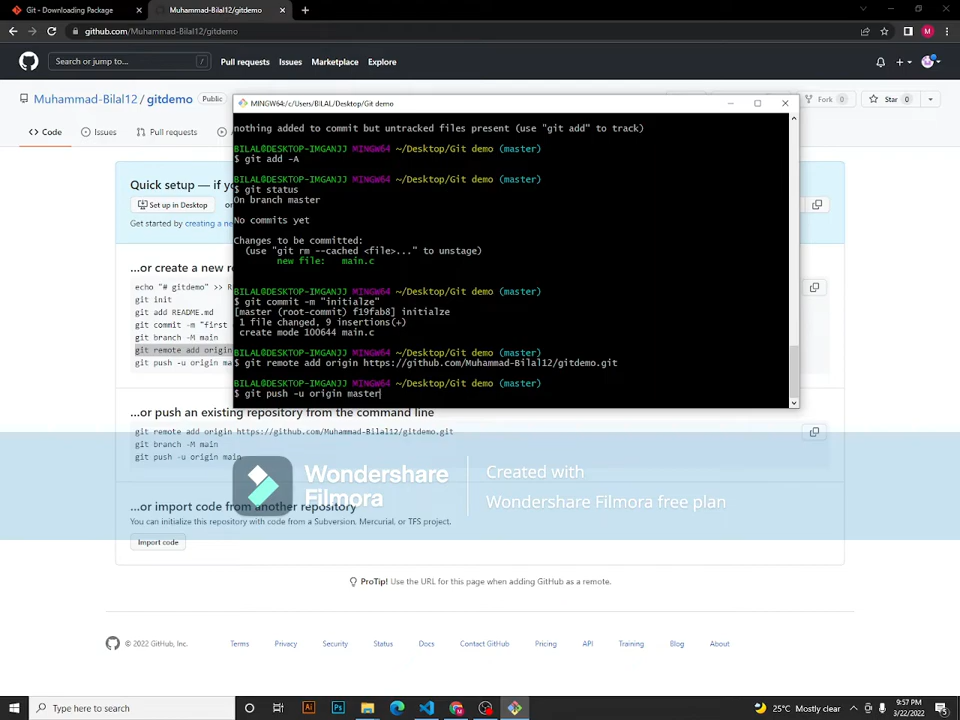 Git - Downloading Package
Muhammad-Bilal12/gitdemo
github.com/Muhammad-Bilal12/gitdemo
M
Search or jump to...
/
Pull requests
Issues
Marketplace
Explore
Muhammad-Bilal12 / gitdemo
Public
Fork 0
Star 0
Code
Issues
Pull requests
MINGW64:/c/Users/BILAL/Desktop/Git demo
nothing added to commit but untracked files present (use "git add" to track)
BILAL@DESKTOP-IMGANJJ MINGW64 ~/Desktop/Git demo (master)
$ git add -A
BILAL@DESKTOP-IMGANJJ MINGW64 ~/Desktop/Git demo (master)
$ git status
On branch master
No commits yet
Changes to be committed:
(use "git rm --cached <file>..." to unstage)
new file:   main.c
BILAL@DESKTOP-IMGANJJ MINGW64 ~/Desktop/Git demo (master)
$ git commit -m "initialze"
[master (root-commit) f19fab8] initialze
1 file changed, 9 insertions(+)
create mode 100644 main.c
BILAL@DESKTOP-IMGANJJ MINGW64 ~/Desktop/Git demo (master)
$ git remote add origin https://github.com/Muhammad-Bilal12/gitdemo.git
BILAL@DESKTOP-IMGANJJ MINGW64 ~/Desktop/Git demo (master)
$ git push -u origin master
Quick setup — if yo
Set up in Desktop
or
Get started by creating a ne
...or create a new r
echo "# gitdemo" >> R
git init
git add README.md
git commit -m "first
git branch -M main
git remote add origin
git push -u origin ma
...or push an existing repository from the command line
git remote add origin https://github.com/Muhammad-Bilal12/gitdemo.git
git branch -M main
git push -u origin main
Wondershare
Filmora
Created with
Wondershare Filmora free plan
...or import code from another repository
You can initialize this repository with code from a Subversion, Mercurial, or TFS project.
Import code
ProTip! Use the URL for this page when adding GitHub as a remote.
© 2022 GitHub, Inc.
Terms
Privacy
Security
Status
Docs
Contact GitHub
Pricing
API
Training
Blog
About
Type here to search
Ai
Ps
25°C Mostly clear
9:57 PM
3/22/2022